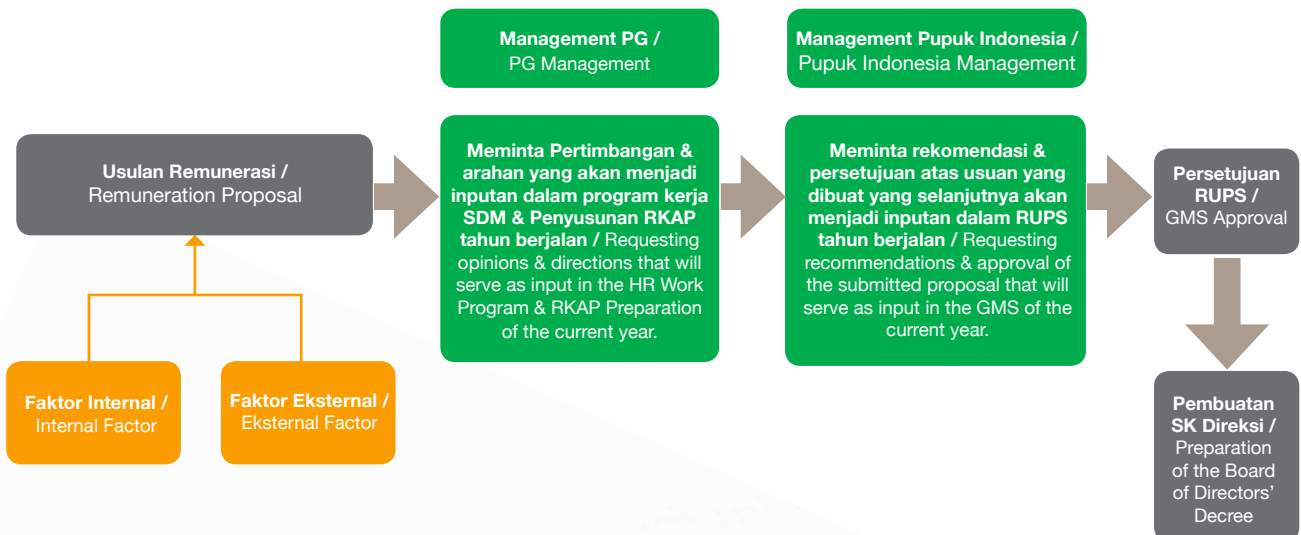 Management PG /
PG Management
Management Pupuk Indonesia /
Pupuk Indonesia Management
Usulan Remunerasi /
Remuneration Proposal
Meminta Pertimbangan &
arahan yang akan menjadi
inputan dalam program kerja
SDM & Penyusunan RKAP
tahun berjalan / Requesting
opinions & directions that will
serve as input in the HR Work
Program & RKAP Preparation
of the current year.
Meminta rekomendasi &
persetujuan atas usuan yang
dibuat yang selanjutnya akan
menjadi inputan dalam RUPS
tahun berjalan / Requesting
recommendations & approval of
the submitted proposal that will
serve as input in the GMS of the
current year.
Persetujuan
RUPS /
GMS Approval
Faktor Internal /
Internal Factor
Faktor Eksternal /
Eksternal Factor
Pembuatan
SK Direksi /
Preparation
of the Board
of Directors'
Decree